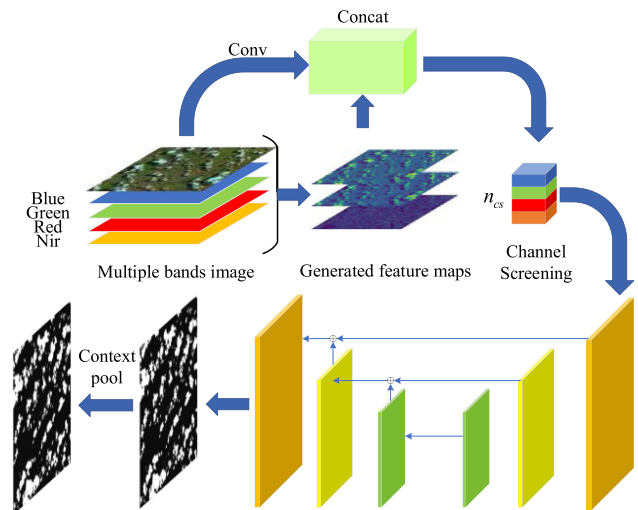 Concat
Conv
Blue
Green
Red
Nir
n_cs
Multiple bands image
Generated feature maps
Channel
Screening
Context
pool